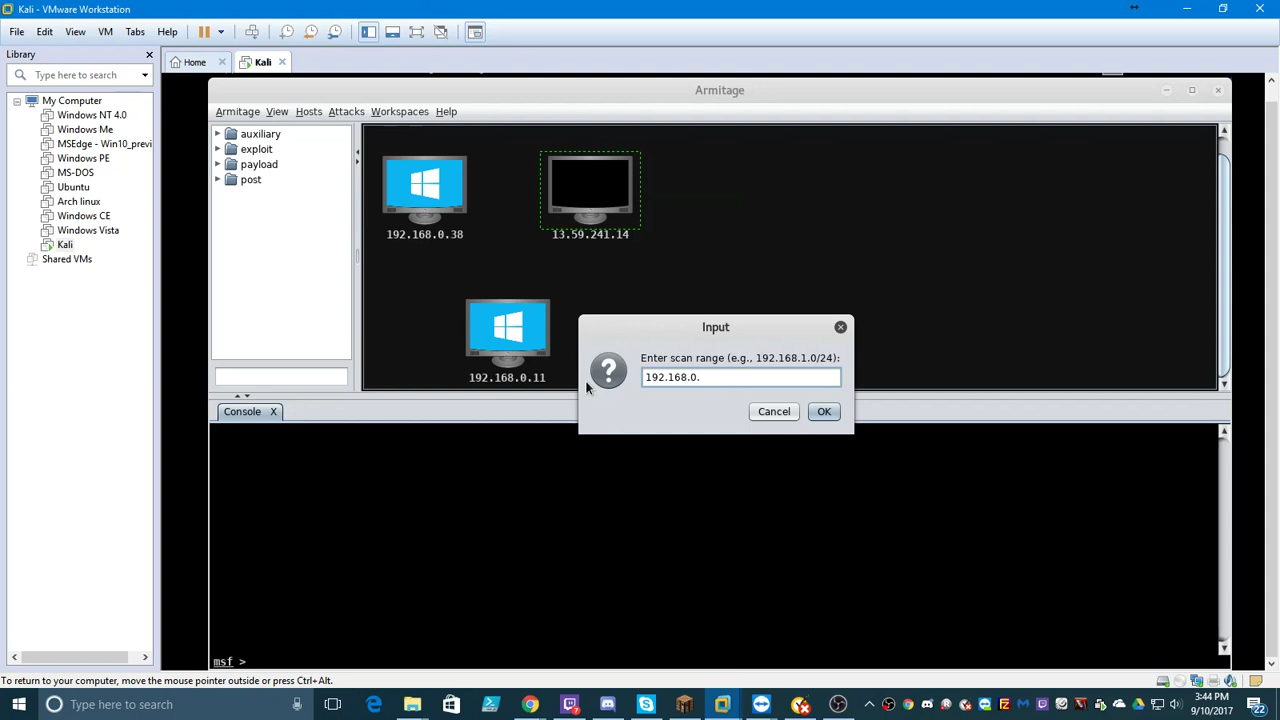 Kali - VMware Workstation
File Edit View VM Tabs Help
Library
Type here to search
Home
Kali
My Computer
Windows NT 4.0
Windows Me
MSEdge - Win10_previ
Windows PE
MS-DOS
Ubuntu
Arch linux
Windows CE
Windows Vista
Kali
Shared VMs
Armitage
Armitage View Hosts Attacks Workspaces Help
auxiliary
exploit
payload
post
192.168.0.38
13.59.241.14
192.168.0.11
Input
Enter scan range (e.g., 192.168.1.0/24):
192.168.0.
Cancel OK
Console X
msf >
To return to your computer, move the mouse pointer outside or press Ctrl+Alt.
Type here to search
3:44 PM
9/10/2017
22